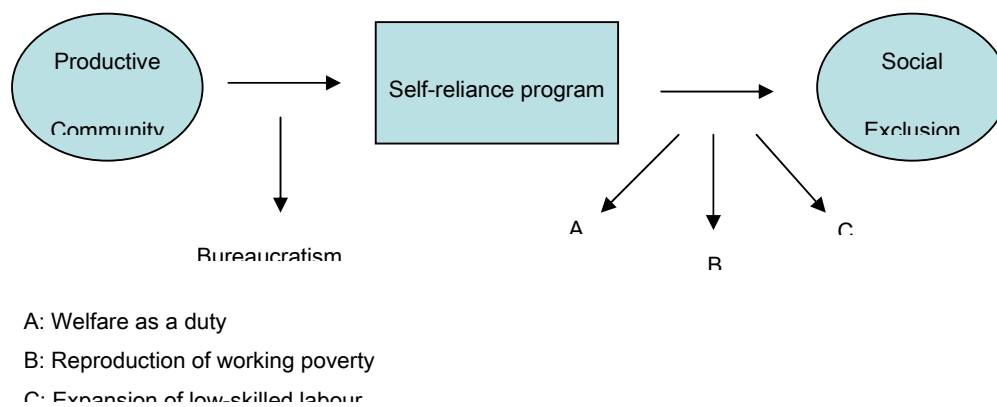 Productive
Community
Self-reliance program
Social
Exclusion
Bureaucratism
A
B
C
A: Welfare as a duty
B: Reproduction of working poverty
C: Expansion of low-skilled labour